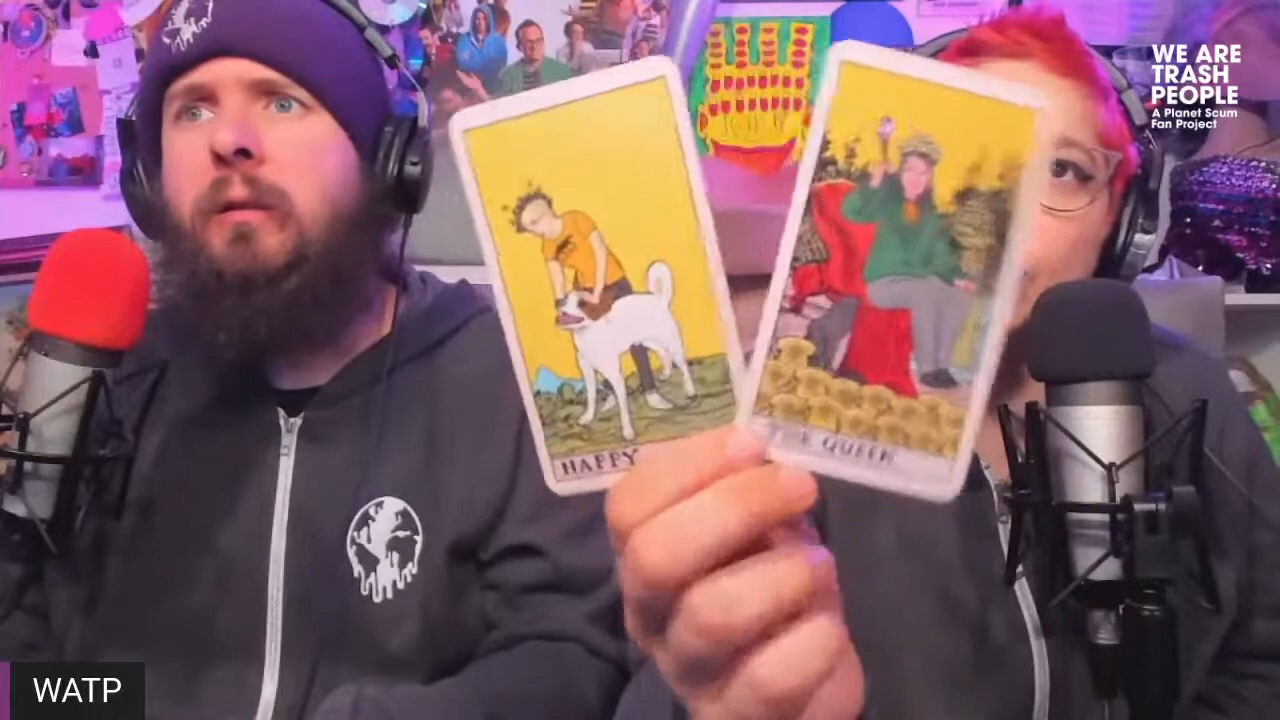 WE ARE
TRASH
PEOPLE
A Planet Scum
Fan Project
HAPPY
E QUEEN
WATP